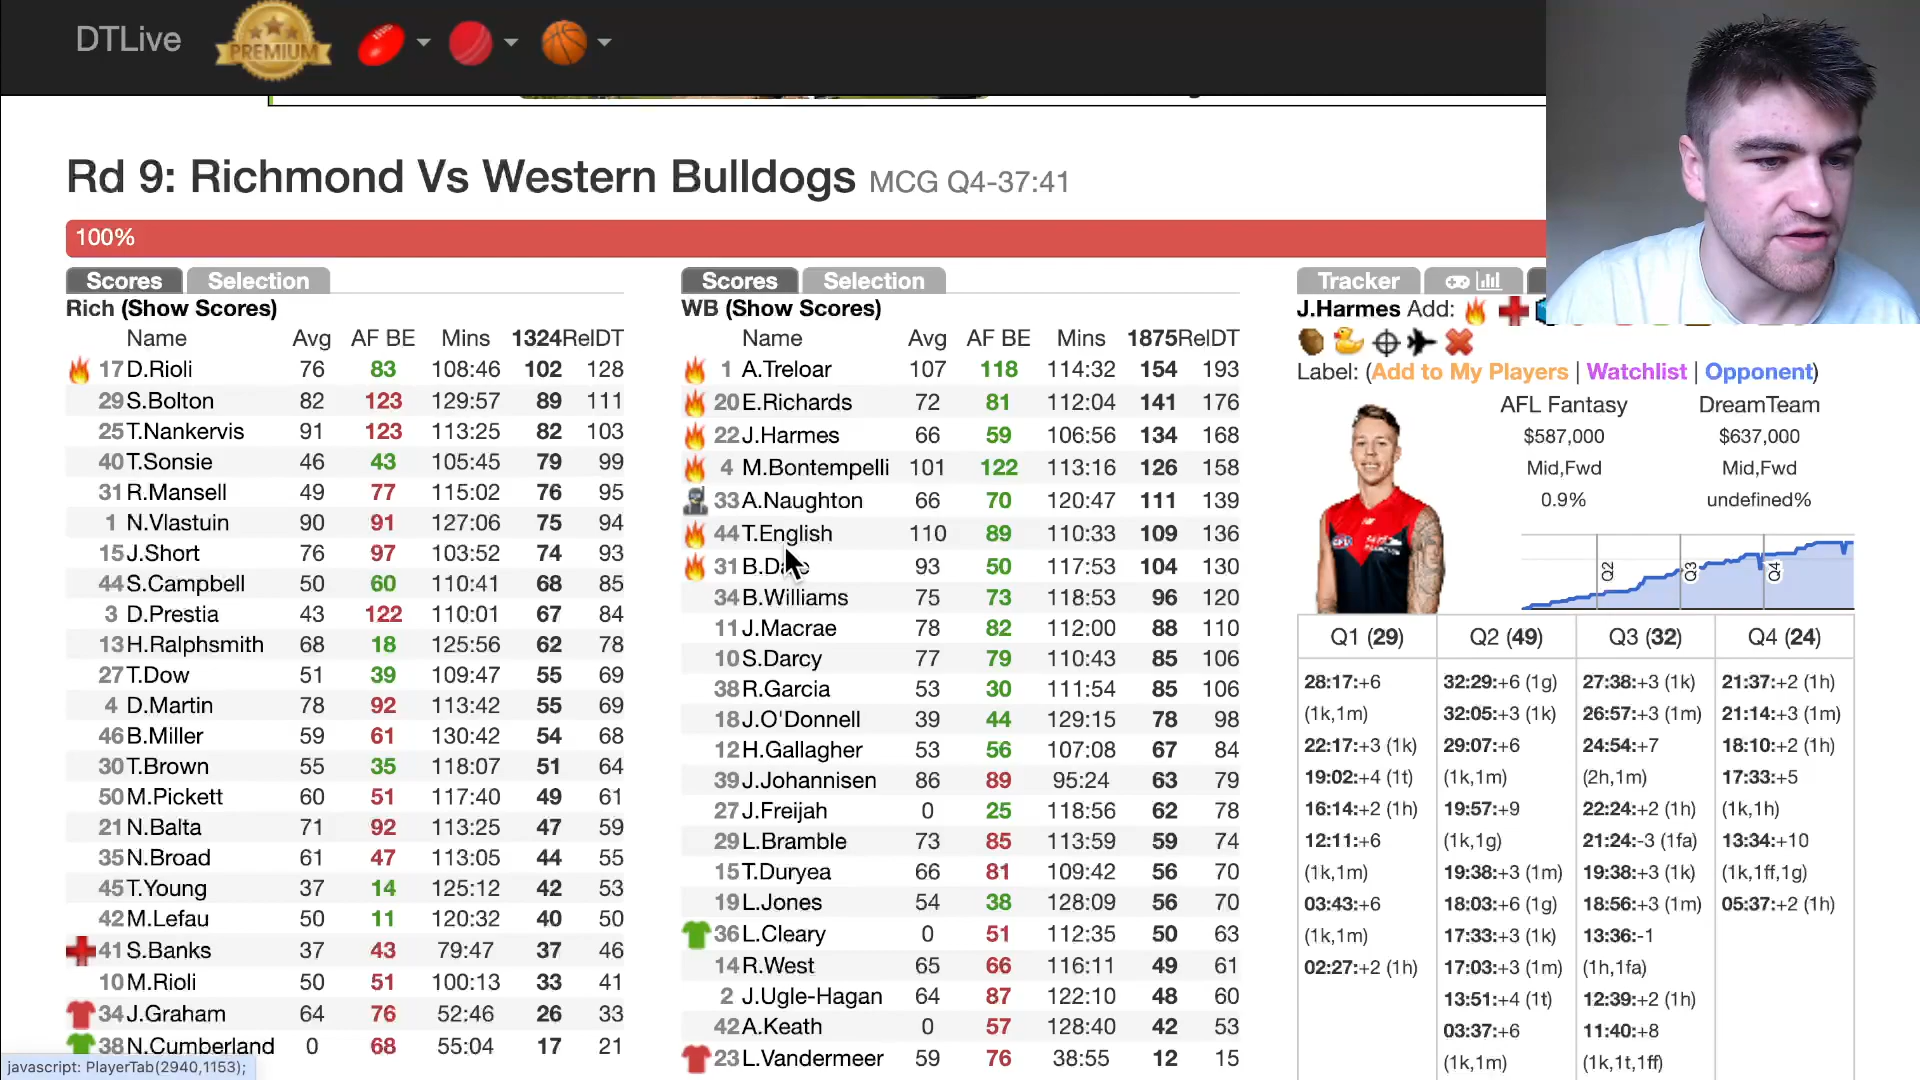 DTLive
PREMIUM
Rd 9: Richmond Vs Western Bulldogs MCG Q4-37:41
100%
Scores Selection
Rich (Show Scores)
Name Avg AF BE Mins 1324 RelDT
17 D.Rioli 76 83 108:46 102 128
29 S.Bolton 82 123 129:57 89 111
25 T.Nankervis 91 123 113:25 82 103
40 T.Sonsie 46 43 105:45 79 99
31 R.Mansell 49 77 115:02 76 95
1 N.Vlastuin 90 91 127:06 75 94
15 J.Short 76 97 103:52 74 93
44 S.Campbell 50 60 110:41 68 85
3 D.Prestia 43 122 110:01 67 84
13 H.Ralphsmith 68 18 125:56 62 78
27 T.Dow 51 39 109:47 55 69
4 D.Martin 78 92 113:42 55 69
46 B.Miller 59 61 130:42 54 68
30 T.Brown 55 35 118:07 51 64
50 M.Pickett 60 51 117:40 49 61
21 N.Balta 71 92 113:25 47 59
35 N.Broad 61 47 113:05 44 55
45 T.Young 37 14 125:12 42 53
42 M.Lefau 50 11 120:32 40 50
41 S.Banks 37 43 79:47 37 46
10 M.Rioli 50 51 100:13 33 41
34 J.Graham 64 76 52:46 26 33
38 N.Cumberland 0 68 55:04 17 21
javascript: PlayerTab(2940,1153);
Scores Selection
WB (Show Scores)
Name Avg AF BE Mins 1875 RelDT
1 A.Treloar 107 118 114:32 154 193
20 E.Richards 72 81 112:04 141 176
22 J.Harmes 66 59 106:56 134 168
4 M.Bontempelli 101 122 113:16 126 158
33 A.Naughton 66 70 120:47 111 139
44 T.English 110 89 110:33 109 136
31 93 50 117:53 104 130
34 B.Williams 75 73 118:53 96 120
11 J.Macrae 78 82 112:00 88 110
10 S.Darcy 77 79 110:43 85 106
38 R.Garcia 53 30 111:54 85 106
18 J.O'Donnell 39 44 129:15 78 98
12 H.Gallagher 53 56 107:08 67 84
39 J.Johannisen 86 89 95:24 63 79
27 J.Freijah 0 25 118:56 62 78
29 L.Bramble 73 85 113:59 59 74
15 T.Duryea 66 81 109:42 56 70
19 L.Jones 54 38 128:09 56 70
36 L.Cleary 0 51 112:35 50 63
14 R.West 65 66 116:11 49 61
2 J.Ugle-Hagan 64 87 122:10 48 60
42 A.Keath 0 57 128:40 42 53
23 L.Vandermeer 59 76 38:55 12 15
Tracker
J.Harmes Add:
Label: (Add to My Players | Watchlist | Opponent)
AFL Fantasy DreamTeam
$587,000 $637,000
Mid,Fwd Mid,Fwd
0.9% undefined%
Q2 Q3 Q4
Q1 (29) Q2 (49) Q3 (32) Q4 (24)
28:17:+6 32:29:+6 (1g) 27:38:+3 (1k) 21:37:+2 (1h)
(1k,1m) 32:05:+3 (1k) 26:57:+3 (1m) 21:14:+3 (1m)
22:17:+3 (1k) 29:07:+6 24:54:+7 18:10:+2 (1h)
19:02:+4 (1t) (1k,1m) (2h,1m) 17:33:+5
16:14:+2 (1h) 19:57:+9 22:24:+2 (1h) (1k,1h)
12:11:+6 (1k,1g) 21:24:-3 (1fa) 13:34:+10
(1k,1m) 19:38:+3 (1m) 19:38:+3 (1k) (1k,1ff,1g)
03:43:+6 18:03:+6 (1g) 18:56:+3 (1m) 05:37:+2 (1h)
(1k,1m) 17:33:+3 (1k) 13:36:-1
02:27:+2 (1h) 17:03:+3 (1m) (1h,1fa)
13:51:+4 (1t) 12:39:+2 (1h)
03:37:+6 11:40:+8
(1k,1m) (1k,1t,1ff)